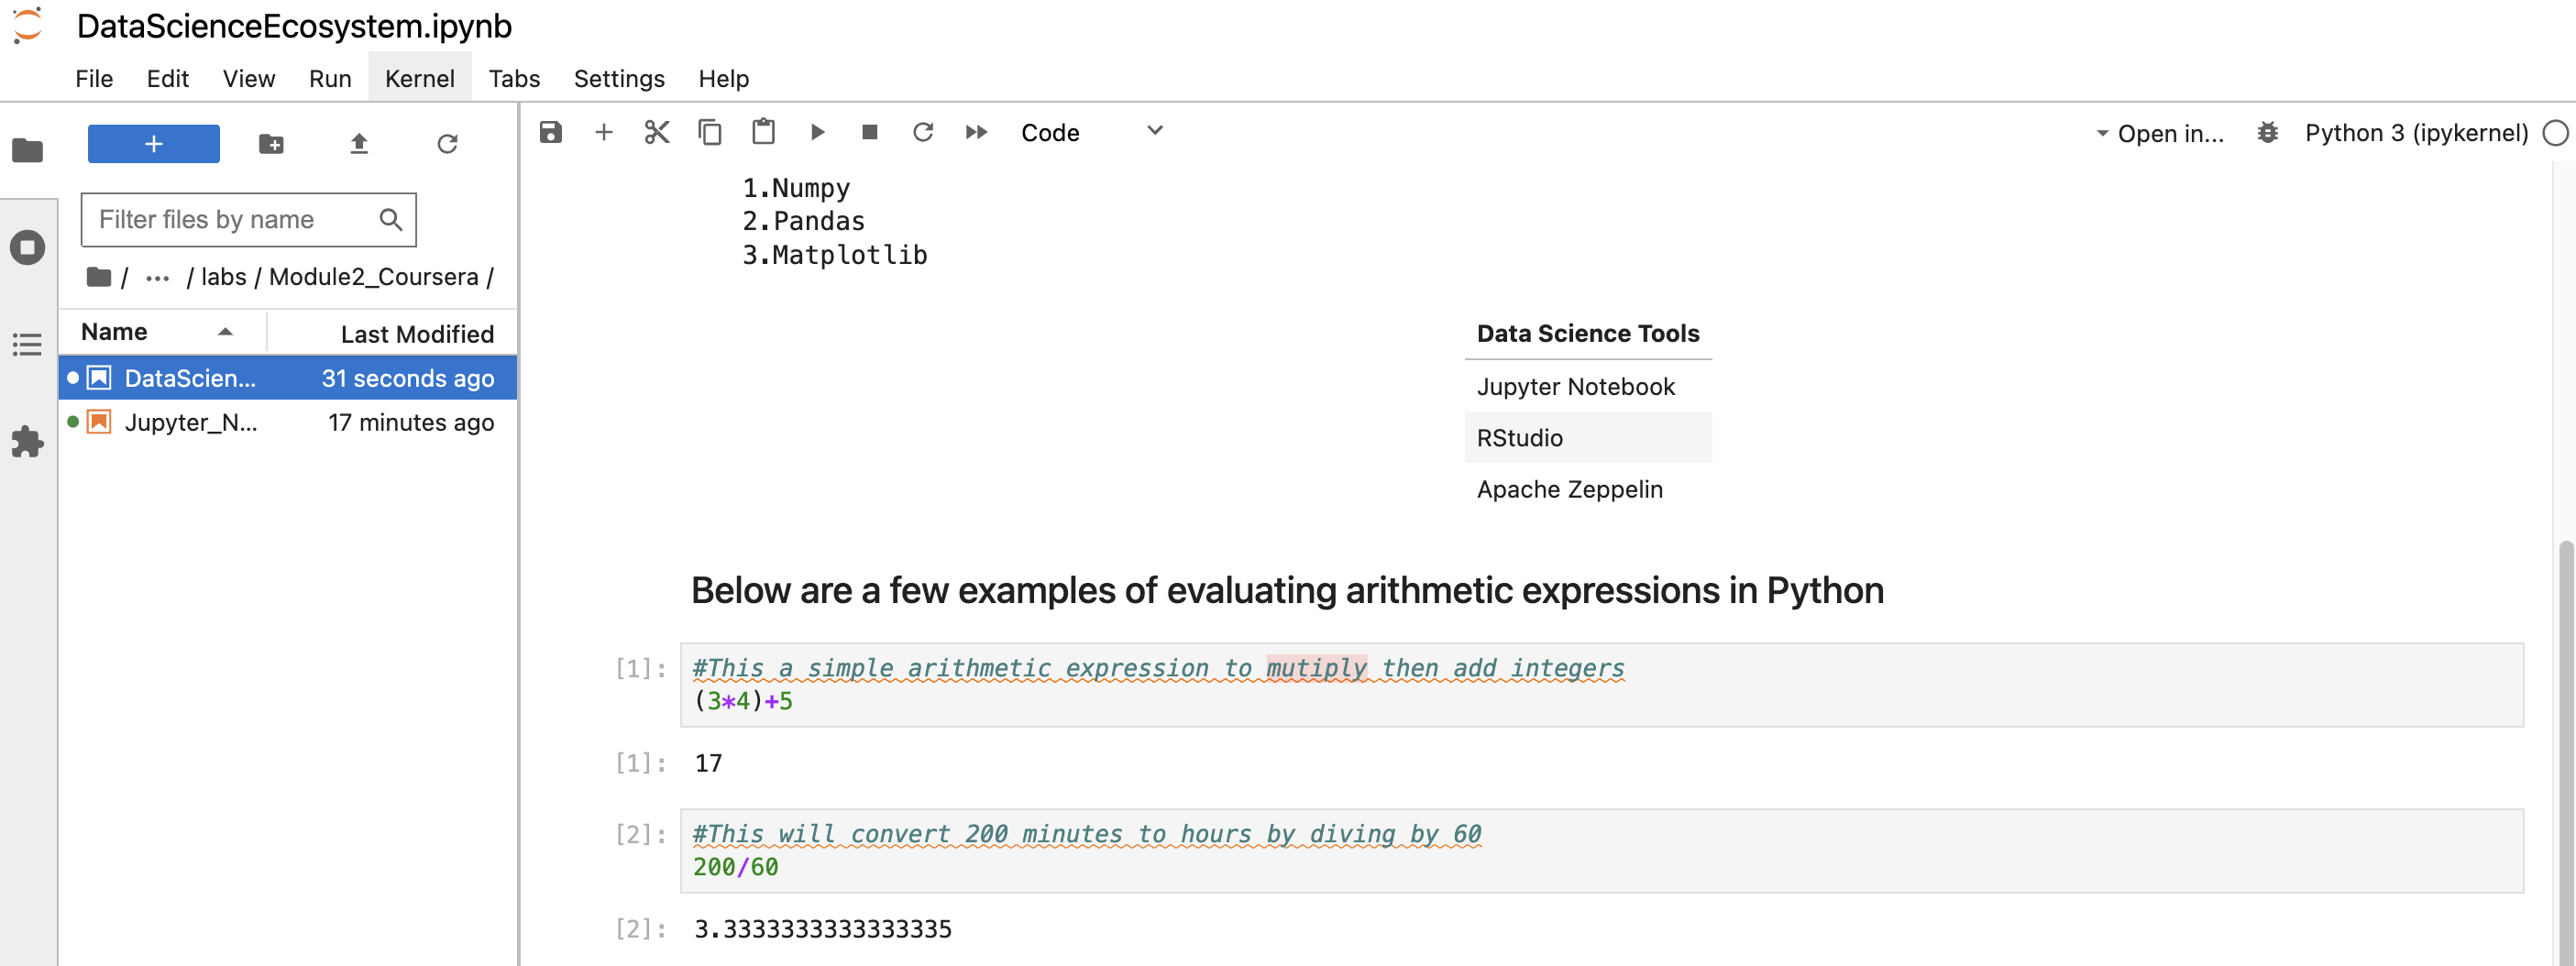 DataScienceEcosystem.ipynb
File Edit View Run Kernel Tabs Settings Help
+
Filter files by name
/ ··· / labs / Module2_Coursera /
Name Last Modified
DataScien... 31 seconds ago
Jupyter_N... 17 minutes ago
Code Open in... Python 3 (ipykernel)
1.Numpy
2.Pandas
3.Matplotlib
Data Science Tools
Jupyter Notebook
RStudio
Apache Zeppelin
Below are a few examples of evaluating arithmetic expressions in Python
[1]: #This a simple arithmetic expression to mutiply then add integers
(3*4)+5
[1]: 17
[2]: #This will convert 200 minutes to hours by diving by 60
200/60
[2]: 3.3333333333333335